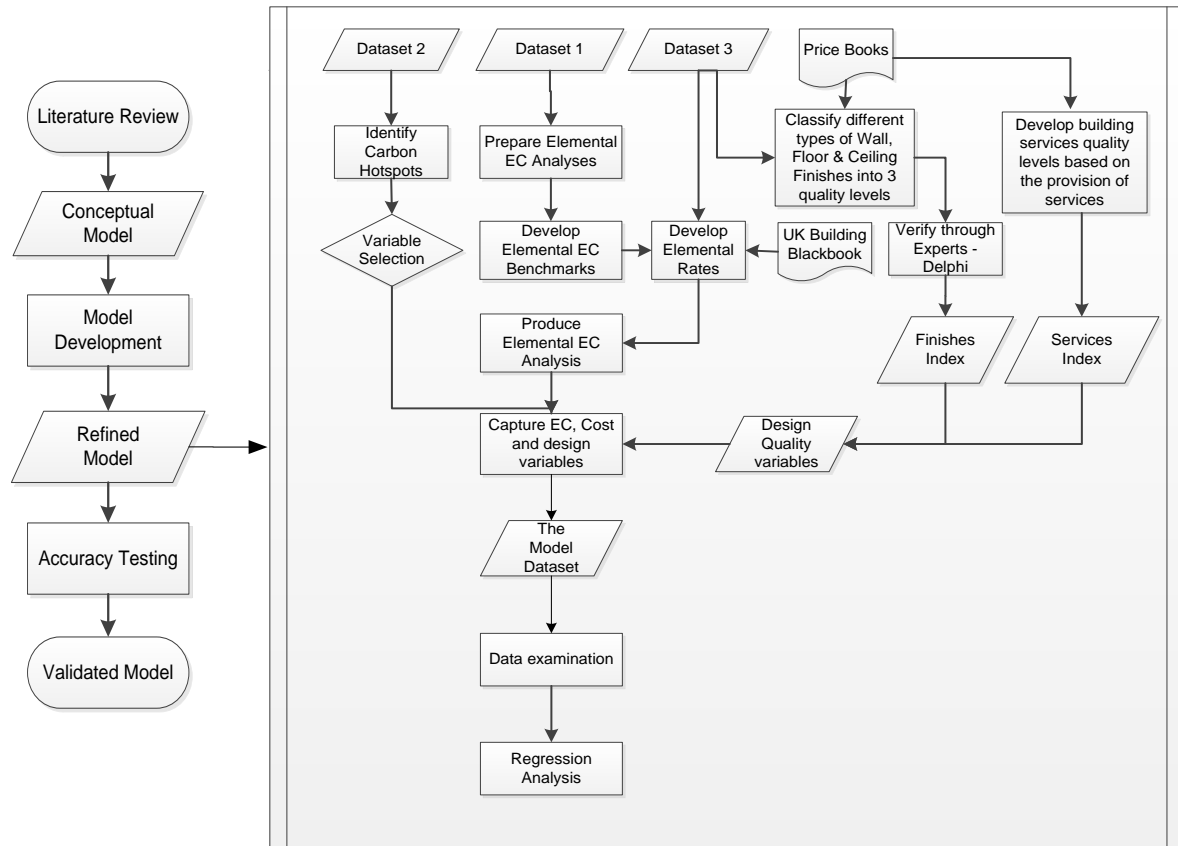 Literature Review
Conceptual
Model
Model
Development
Refined
Model
Accuracy Testing
Validated Model
Dataset 2
Dataset 1
Dataset 3
Price Books
Identify
Carbon
Hotspots
Prepare Elemental
EC Analyses
Classify different
types of Wall,
Floor & Ceiling
Finishes into 3
quality levels
Develop building
services quality
levels based on
the provision of
services
Variable
Selection
Develop
Elemental EC
Benchmarks
Develop
Elemental
Rates
UK Building
Blackbook
Verify through
Experts -
Delphi
Produce
Elemental EC
Analysis
Finishes
Index
Services
Index
Capture EC, Cost
and design
variables
Design
Quality
variables
The
Model
Dataset
Data examination
Regression
Analysis